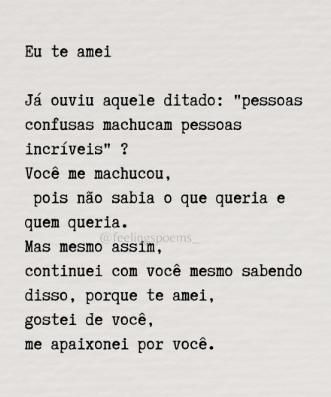 Eu te amei
Já ouviu aquele ditado: "pessoas
confusas machucam pessoas
incríveis" ?
Você me machucou,
pois não sabia o que queria e
quem queria.
@feelingspoems_
Mas mesmo assim,
continuei com você mesmo sabendo
disso, porque te amei,
gostei de você,
me apaixonei por você.